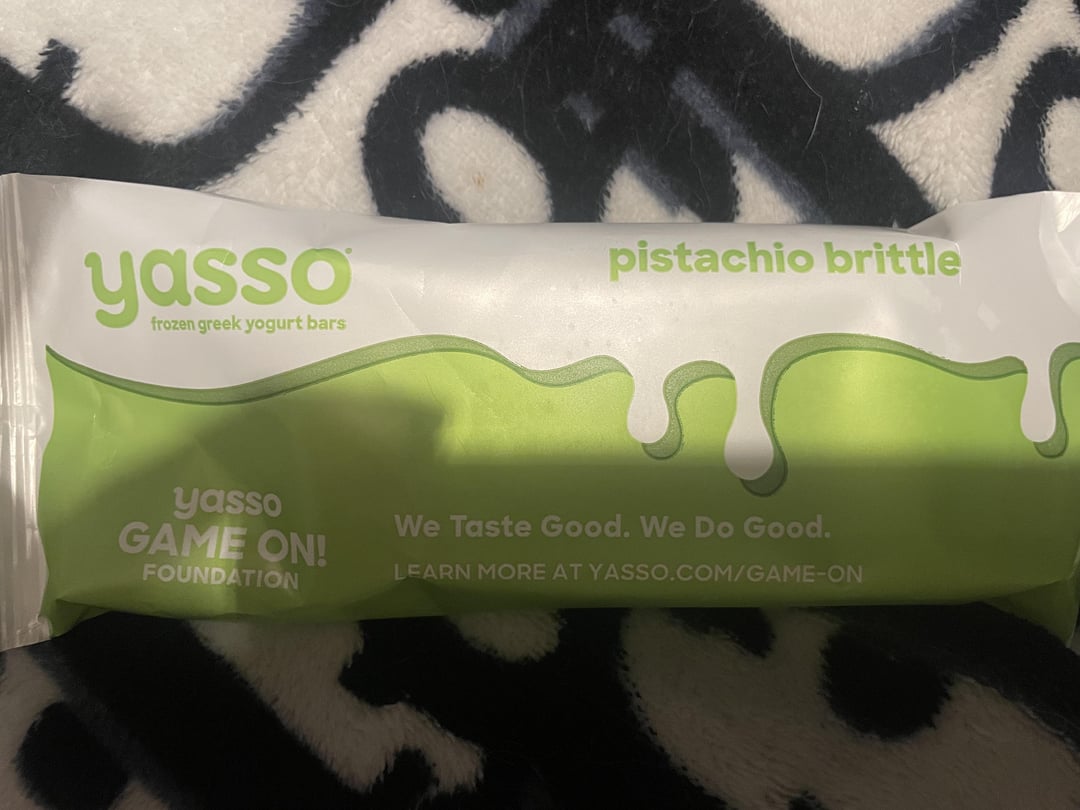 yasso
frozen greek yogurt bars
pistachio brittle
yasso
GAME ON!
FOUNDATION
We Taste Good. We Do Good.
LEARN MORE AT YASSO.COM/GAME-ON